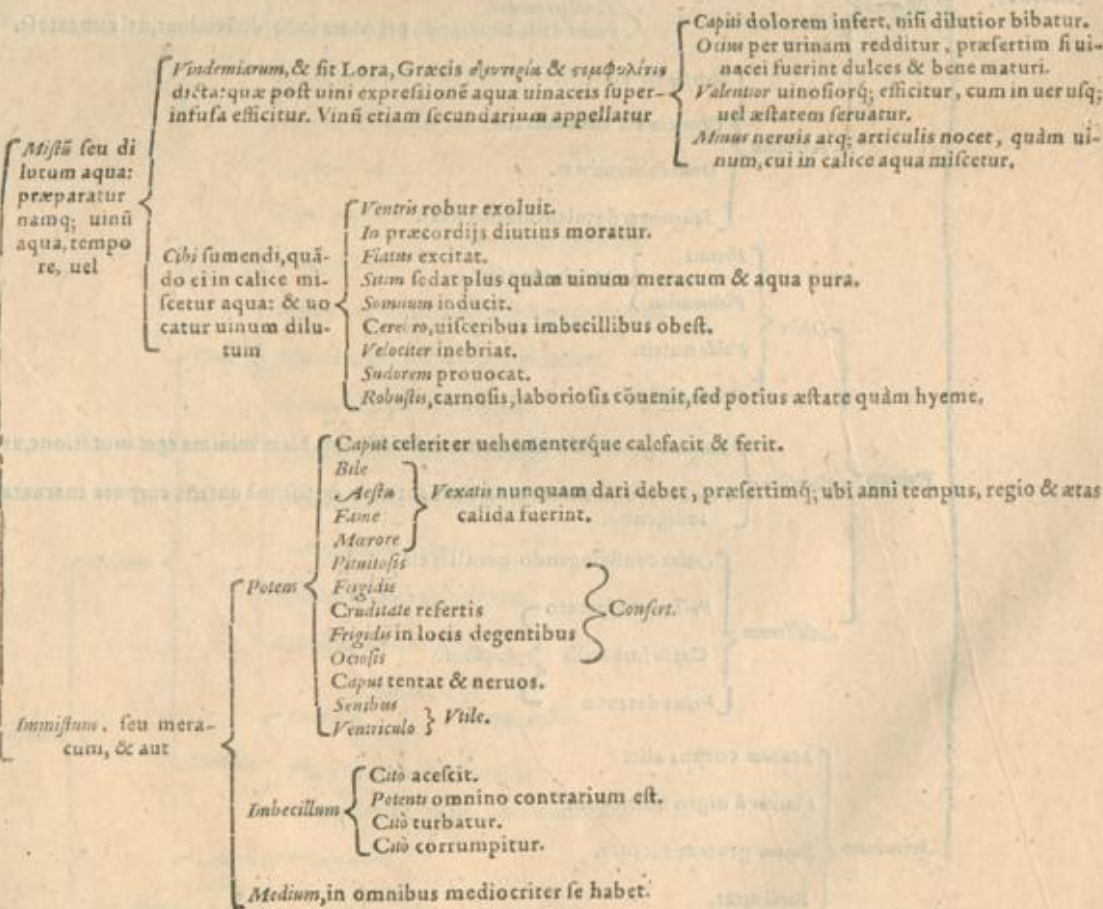 Mistū seu di
lutum aqua:
præparatur
namq; uinū
aqua, tempo
re, uel
Vindemiarum, & fit Lora, Græcis & 
dicta: quæ post uini expressionē aqua uinaceis super-
infusa efficitur. Vinū etiam secundarium appellatur
Capiti dolorem infert, nisi dilutior bibatur.
Ocius per urinam redditur, præsertim si ui-
nacei fuerint dulces & bene maturi.
Valentior uinosiorq; efficitur, cum in uer usq;
uel æstatem seruatur.
Minus neruis atq; articulis nocet, quàm ui-
num, cui in calice aqua miscetur.
Cibi sumendi, quā-
do ei in calice mi-
scetur aqua: & uo
catur uinum dilu-
tum
Ventris robur exoluit.
In præcordijs diutius moratur.
Flatus excitat.
Sitim sedat plus quàm uinum meracum & aqua pura.
Somnum inducit.
Cerebro, uisceribus imbecillibus obest.
Velociter inebriat.
Sudorem prouocat.
Robustis, carnosis, laboriosis cōuenit, sed potius æstate quàm hyeme.
Immistum, seu mera-
cum, & aut
Potens
Caput celeriter uehementerque calefacit & ferit.
Bile
Aestu
Fame
Mœrore
Vexatis nunquam dari debet, præsertimq; ubi anni tempus, regio & ætas
calida fuerint.
Pituitosis
Frigidis
Cruditate refertis
Frigidis in locis degentibus
Ociosis
Confert.
Caput tentat & neruos.
Senibus
Ventriculo
Vtile.
Imbecillum
Citò acescit.
Potenti omnino contrarium est.
Citò turbatur.
Citò corrumpitur.
Medium, in omnibus mediocriter se habet.